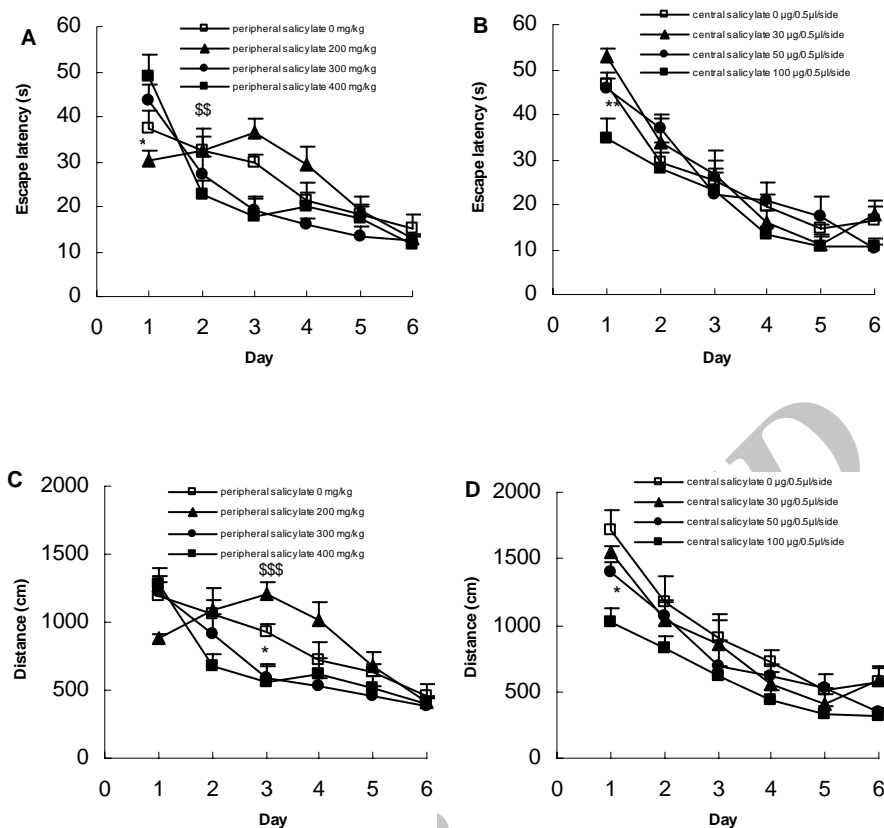 A
peripheral salicylate 0 mg/kg
peripheral salicylate 200 mg/kg
peripheral salicylate 300 mg/kg
peripheral salicylate 400 mg/kg
Escape latency (s)
60
50
40
30
20
10
0
$$
*
0 1 2 3 4 5 6
Day
B
central salicylate 0 µg/0.5µl/side
central salicylate 30 µg/0.5µl/side
central salicylate 50 µg/0.5µl/side
central salicylate 100 µg/0.5µl/side
Escape latency (s)
60
50
40
30
20
10
0
**
0 1 2 3 4 5 6
Day
C
peripheral salicylate 0 mg/kg
peripheral salicylate 200 mg/kg
peripheral salicylate 300 mg/kg
peripheral salicylate 400 mg/kg
Distance (cm)
2000
1500
1000
500
0
$$$
*
0 1 2 3 4 5 6
Day
D
central salicylate 0 µg/0.5µl/side
central salicylate 30 µg/0.5µl/side
central salicylate 50 µg/0.5µl/side
central salicylate 100 µg/0.5µl/side
Distance (cm)
2000
1500
1000
500
0
*
0 1 2 3 4 5 6
Day